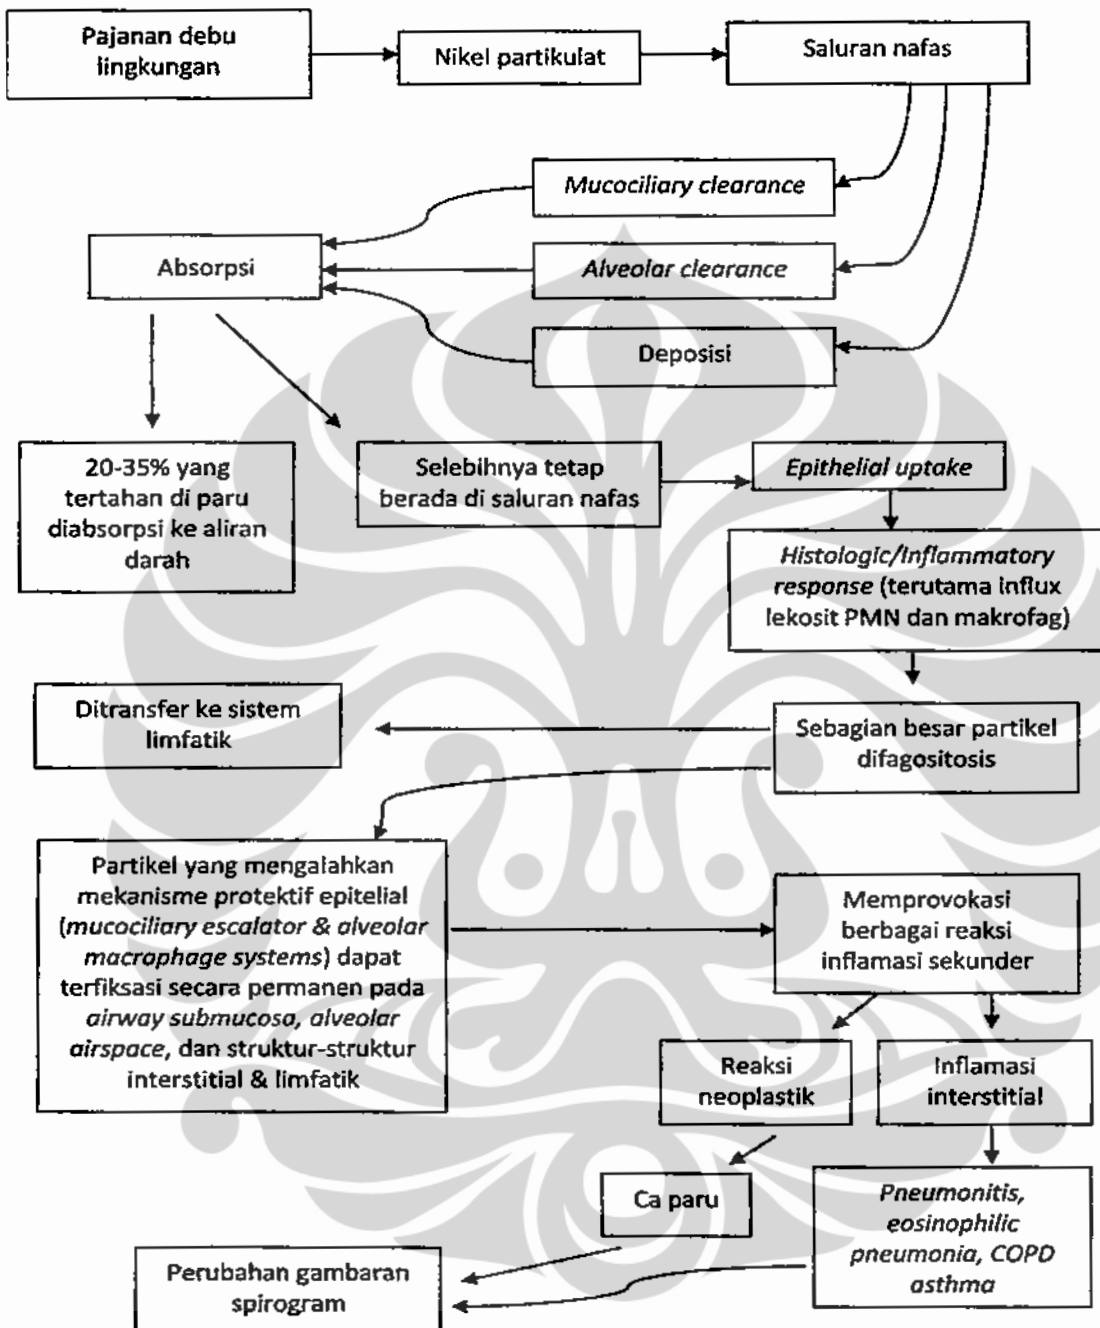 Pajanan debu
lingkungan
Nikel partikulat
Saluran nafas
Mucociliary clearance
Absorpsi
Alveolar clearance
Deposisi
20-35% yang
tertahan di paru
diabsorpsi ke aliran
darah
Selebihnya tetap
berada di saluran nafas
Epithelial uptake
Histologic/Inflammatory
response (terutama influx
lekosit PMN dan makrofag)
Ditransfer ke sistem
limfatik
Sebagian besar partikel
difagositosis
Partikel yang mengalahkan
mekanisme protektif epitelial
(mucociliary escalator & alveolar
macrophage systems) dapat
terfiksasi secara permanen pada
airway submucosa, alveolar
airspace, dan struktur-struktur
interstitial & limfatik
Memprovokasi
berbagai reaksi
inflamasi sekunder
Reaksi
neoplastik
Inflamasi
interstitial
Ca paru
Pneumonitis,
eosinophilic
pneumonia, COPD
asthma
Perubahan gambaran
spirogram